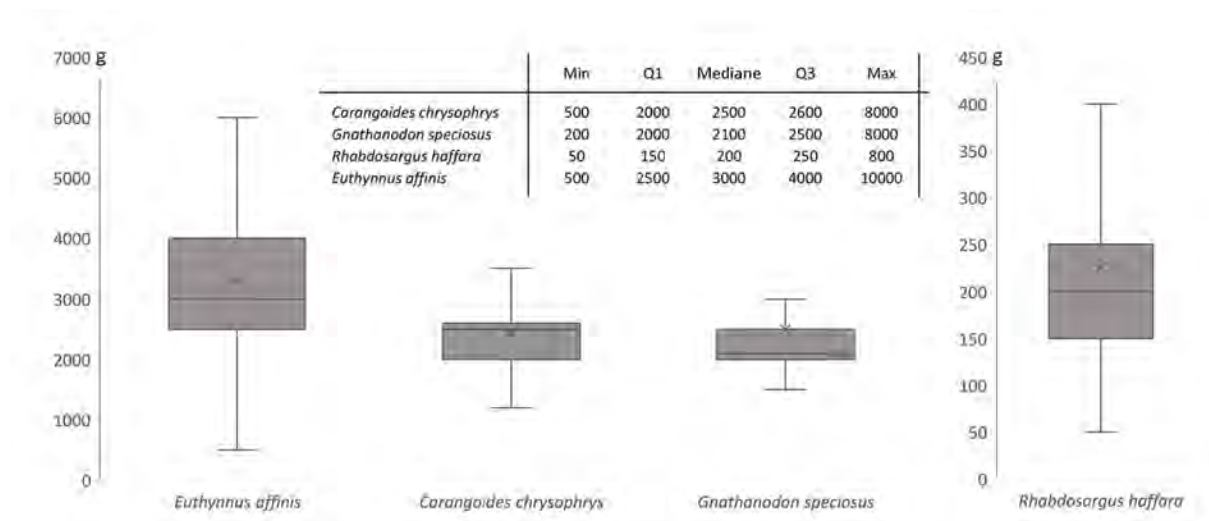 7000 g
6000
5000
4000
3000
2000
1000
0
Min Q1 Mediane Q3 Max
Carangoides chrysophrys 500 2000 2500 2600 8000
Gnathanodon speciosus 200 2000 2100 2500 8000
Rhabdosargus haffara 50 150 200 250 800
Euthynnus affinis 500 2500 3000 4000 10000
450 g
400
350
300
250
200
150
100
50
0
Euthynnus affinis Carangoides chrysophrys Gnathanodon speciosus Rhabdosargus haffara